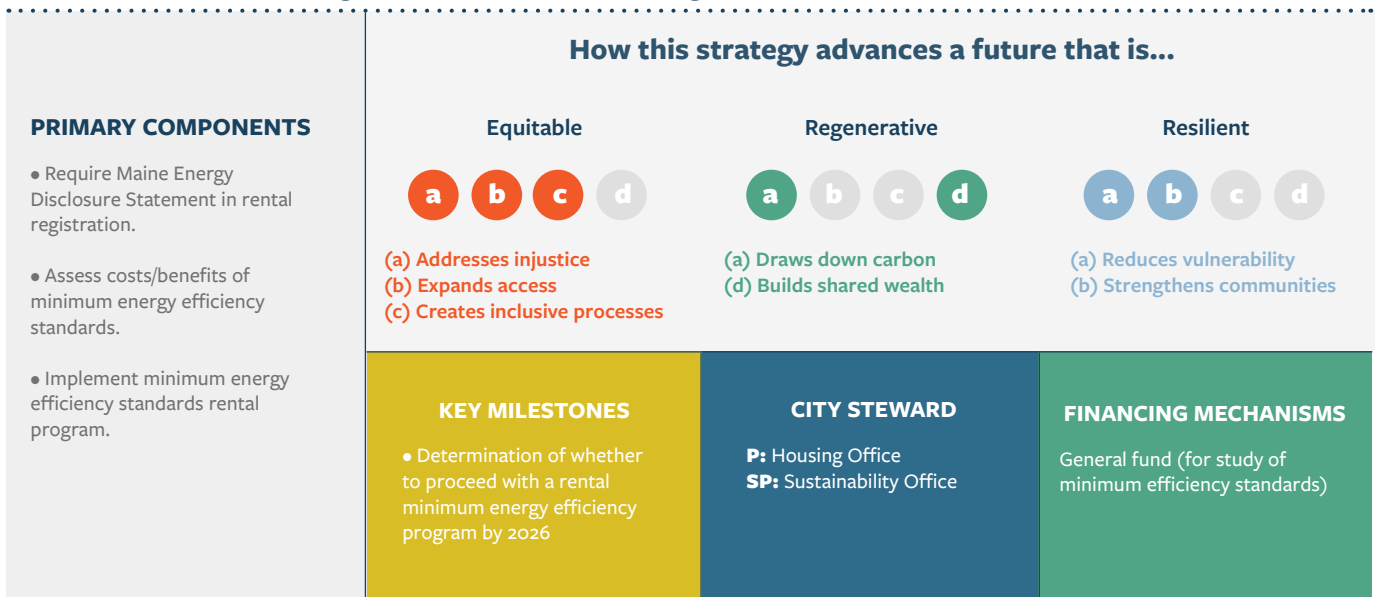 How this strategy advances a future that is...
PRIMARY COMPONENTS
• Require Maine Energy
Disclosure Statement in rental
registration.
• Assess costs/benefits of
minimum energy efficiency
standards.
• Implement minimum energy
efficiency standards rental
program.
Equitable
a b c d
(a) Addresses injustice
(b) Expands access
(c) Creates inclusive processes
Regenerative
a b c d
(a) Draws down carbon
(d) Builds shared wealth
Resilient
a b c d
(a) Reduces vulnerability
(b) Strengthens communities
KEY MILESTONES
• Determination of whether
to proceed with a rental
minimum energy efficiency
program by 2026
CITY STEWARD
P: Housing Office
SP: Sustainability Office
FINANCING MECHANISMS
General fund (for study of
minimum efficiency standards)